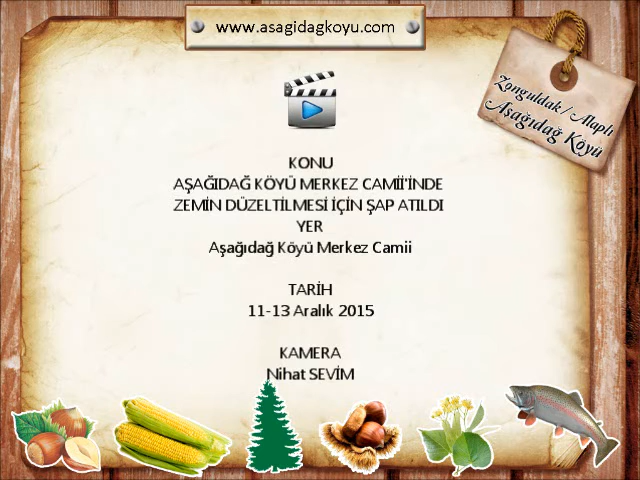 www.asagidagkoyu.com
Zonguldak/Alaplı
Aşağıdağ Köyü
KONU
AŞAĞIDAĞ KÖYÜ MERKEZ CAMİİ'İNDE
ZEMİN DÜZELTİLMESİ İÇİN ŞAP ATILDI
YER
Aşağıdağ Köyü Merkez Camii
TARİH
11-13 Aralık 2015
KAMERA
Nihat SEVİM